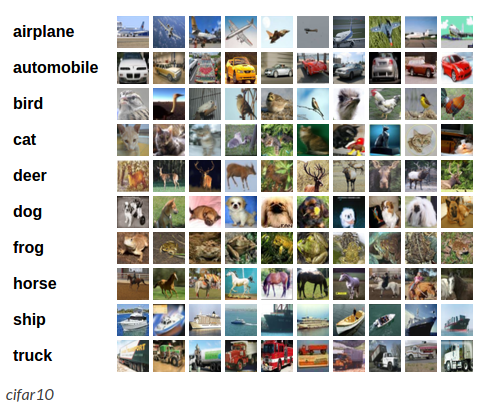 airplane
automobile
bird
cat
deer
dog
frog
horse
ship
truck
cifar10